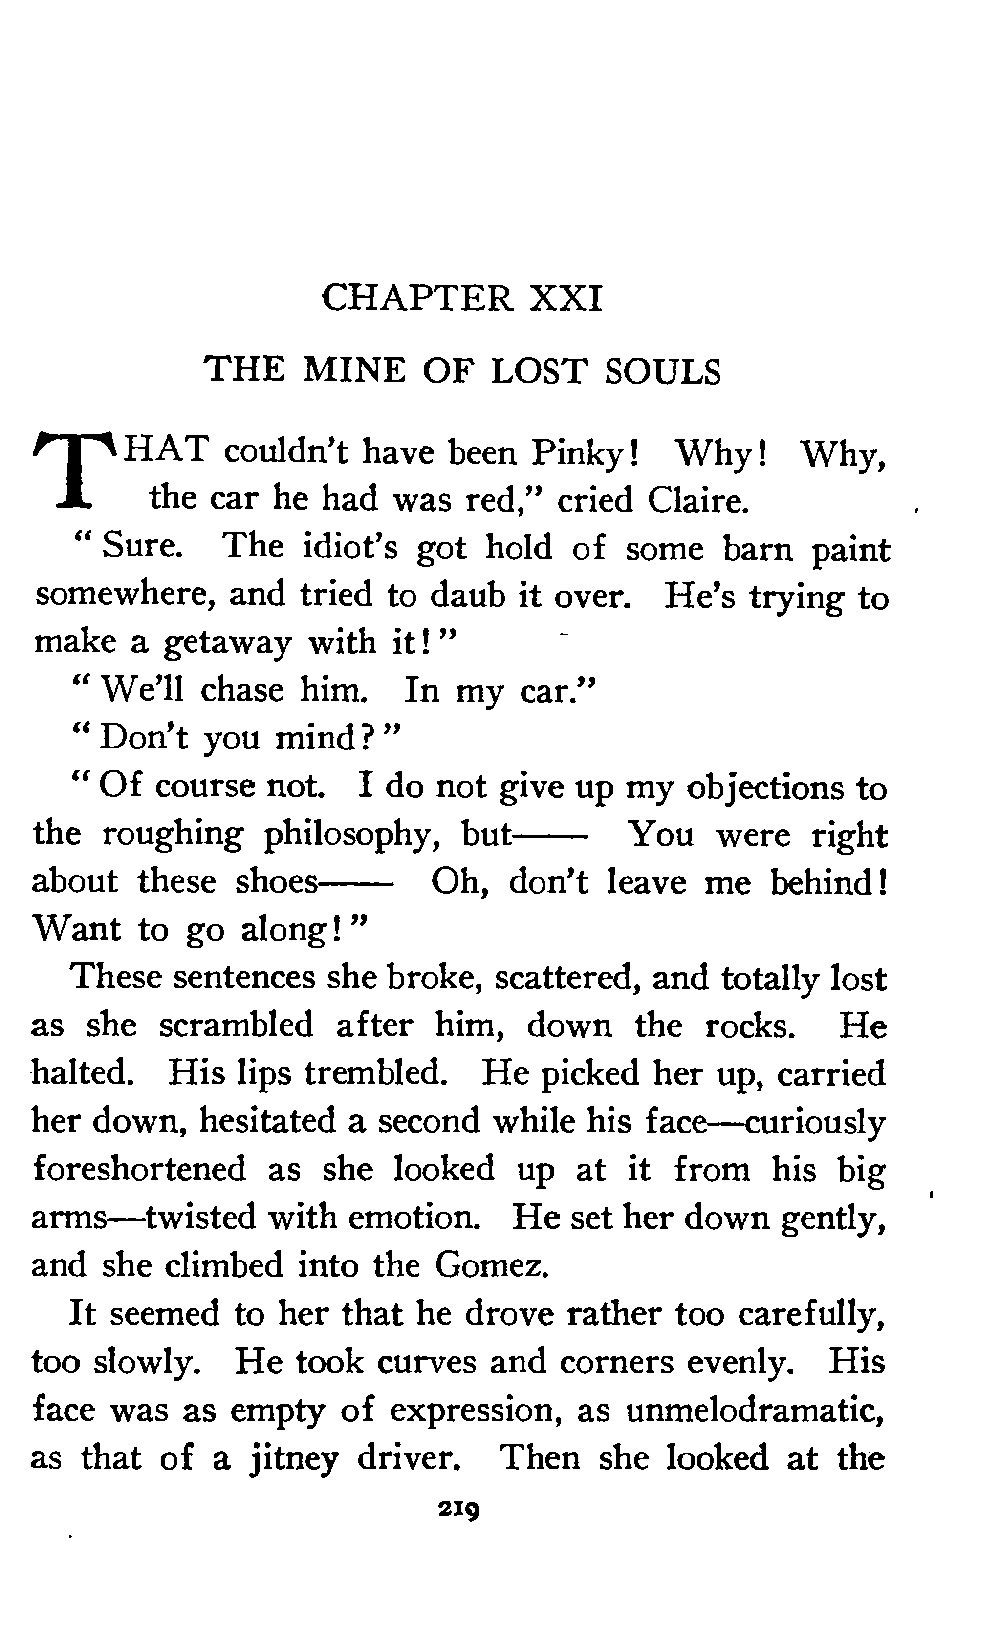 CHAPTER XXI
THE MINE OF LOST SOULS
THAT couldn't have been Pinky! Why! Why,
the car he had was red," cried Claire.
"Sure. The idiot's got hold of some barn paint
somewhere, and tried to daub it over. He's trying to
make a getaway with it!"
"We'll chase him. In my car."
"Don't you mind?"
"Of course not. I do not give up my objections to
the roughing philosophy, but—— You were right
about these shoes—— Oh, don't leave me behind!
Want to go along!"
These sentences she broke, scattered, and totally lost
as she scrambled after him, down the rocks. He
halted. His lips trembled. He picked her up, carried
her down, hesitated a second while his face—curiously
foreshortened as she looked up at it from his big
arms—twisted with emotion. He set her down gently,
and she climbed into the Gomez.
It seemed to her that he drove rather too carefully,
too slowly. He took curves and corners evenly. His
face was as empty of expression, as unmelodramatic,
as that of a jitney driver. Then she looked at the
219